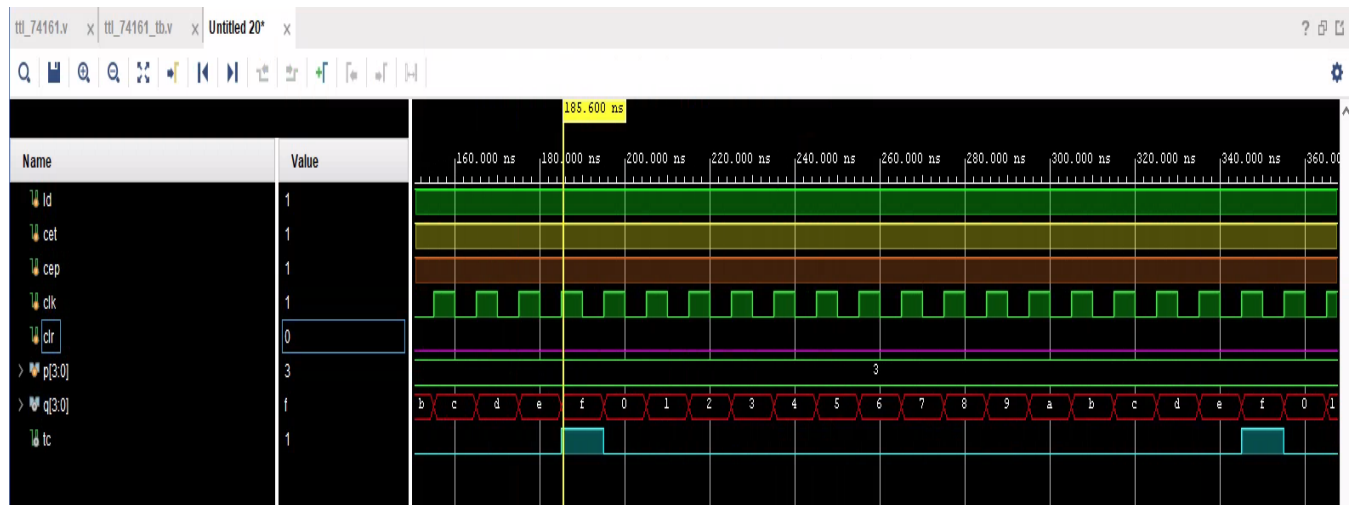 ttl_74161.v x ttl_74161_tb.v x Untitled 20* x
185.600 ns
Name Value
160.000 ns 180.000 ns 200.000 ns 220.000 ns 240.000 ns 260.000 ns 280.000 ns 300.000 ns 320.000 ns 340.000 ns 360.00
ld 1
cet 1
cep 1
clk 1
clr 0
p[3:0] 3 3
q[3:0] f b c d e f 0 1 2 3 4 5 6 7 8 9 a b c d e f 0 1
tc 1